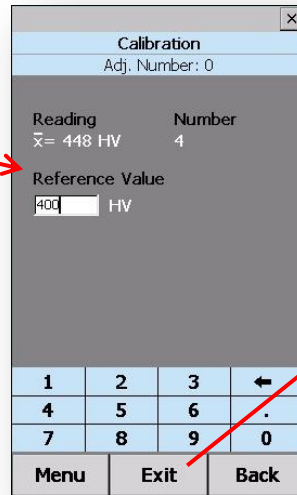 ×
Calibration
Adj. Number: 0
Reading Number
x̅= 448 HV 4
Reference Value
400 HV
1 2 3 ←
4 5 6 .
7 8 9 0
Menu Exit Back